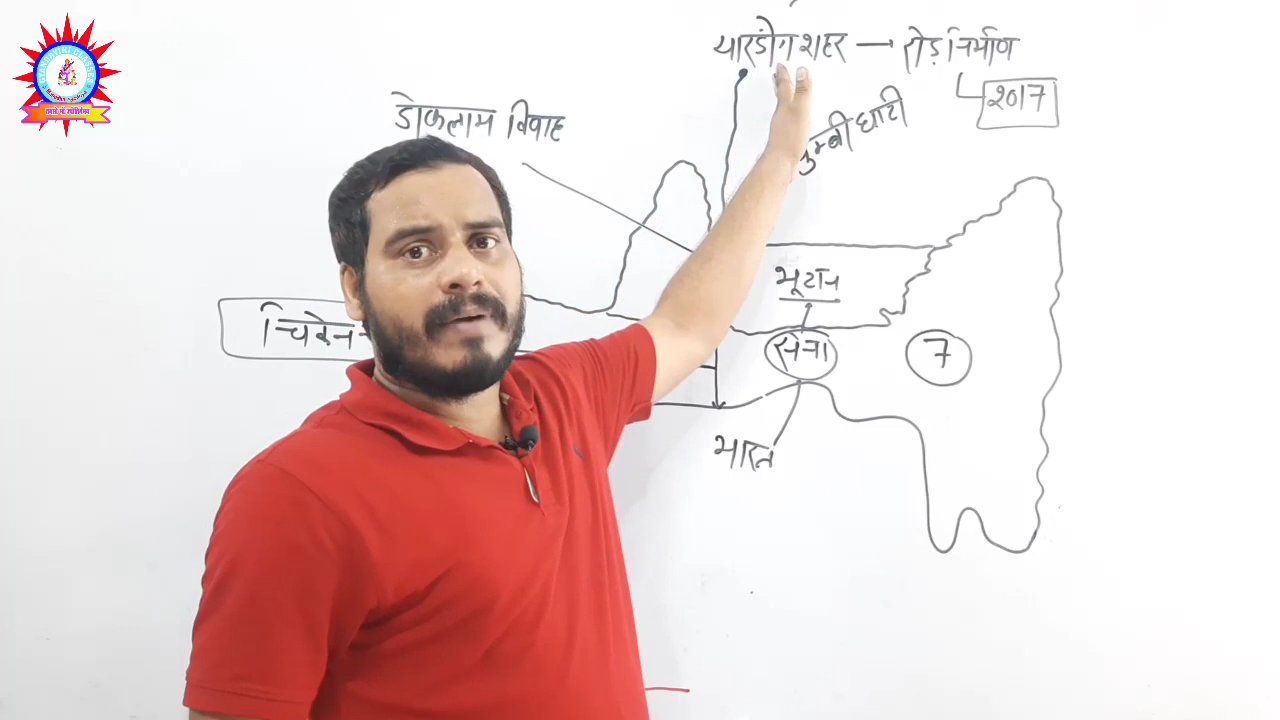 यारडोंग शहर → रोड़ निर्माण
2017
डोकलाम विवाद
चुम्बी घाटी
भूटान
सेना
7
भारत